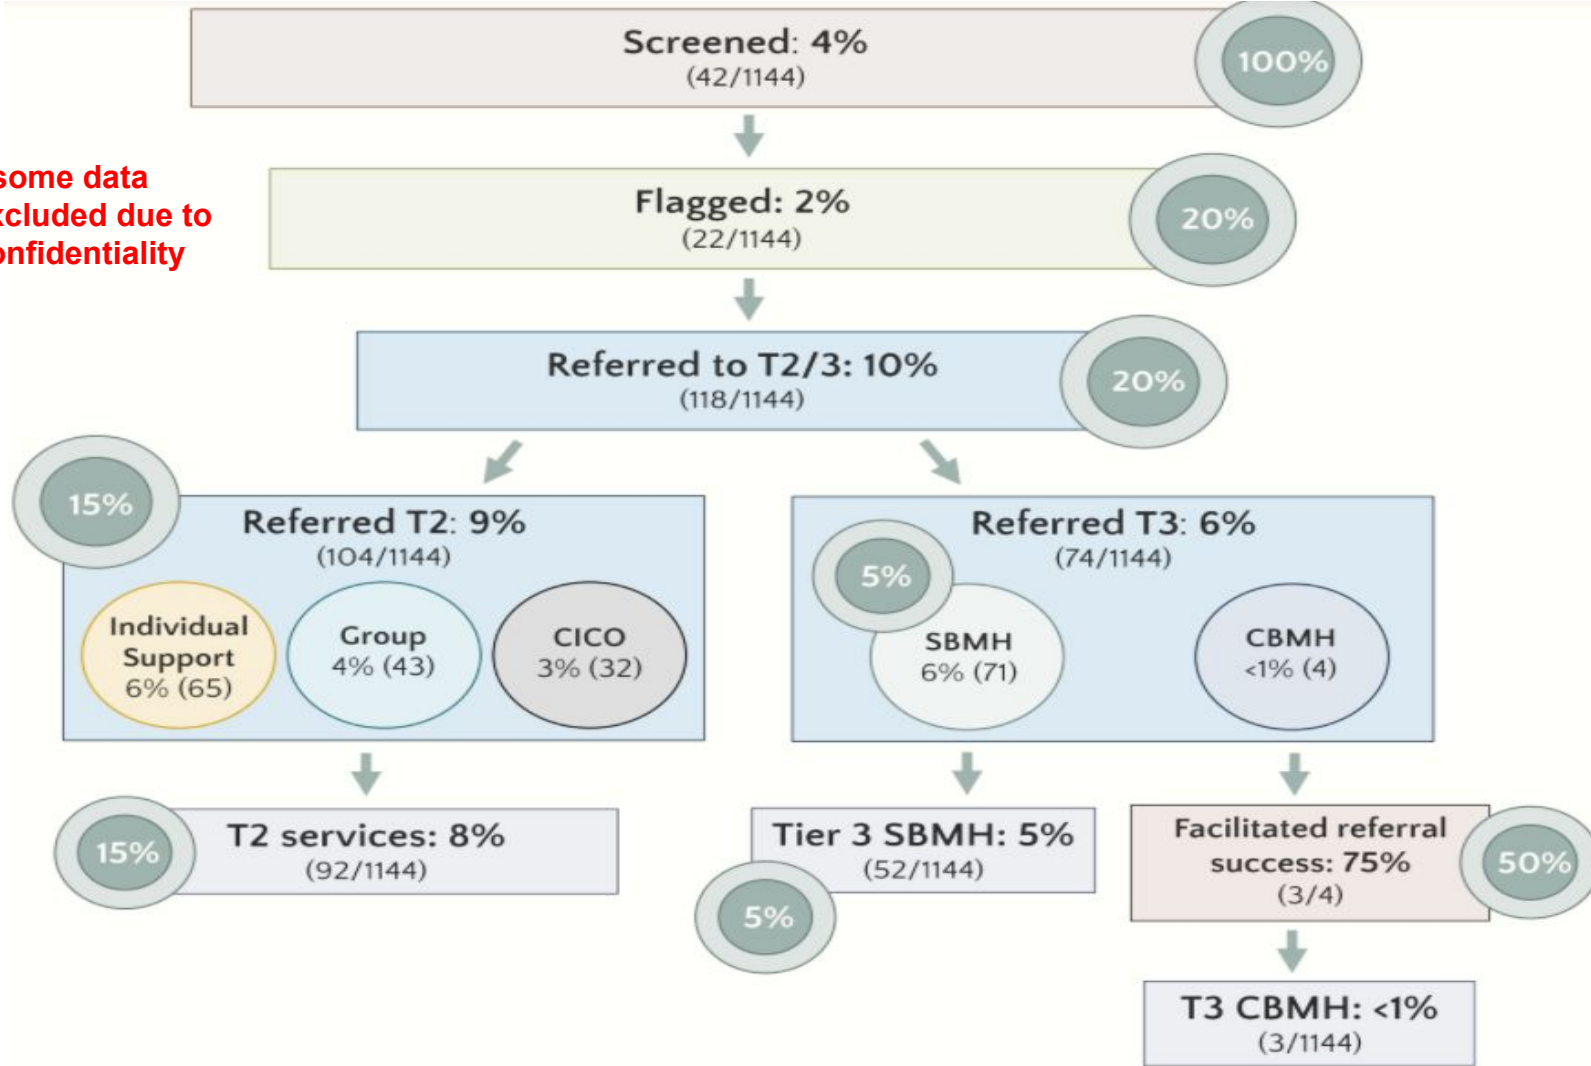 Screened: 4%
(42/1144)
100%
some data
xcluded due to
onfidentiality
Flagged: 2%
(22/1144)
20%
Referred to T2/3: 10%
(118/1144)
20%
15%
Referred T2: 9%
(104/1144)
Individual
Support
6% (65)
Group
4% (43)
CICO
3% (32)
Referred T3: 6%
(74/1144)
5%
SBMH
6% (71)
CBMH
<1% (4)
15%
T2 services: 8%
(92/1144)
Tier 3 SBMH: 5%
(52/1144)
5%
Facilitated referral
success: 75%
(3/4)
50%
T3 CBMH: <1%
(3/1144)